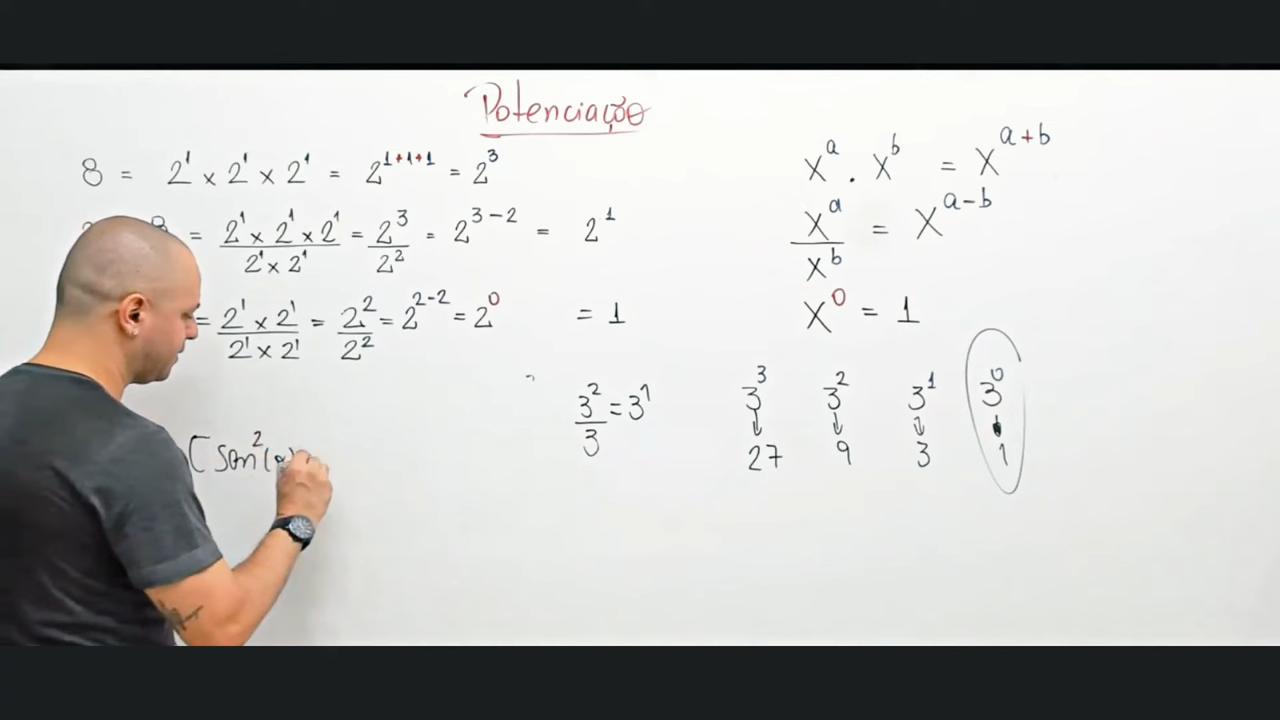 Potenciação
8 = 2¹ x 2¹ x 2¹ = 2¹⁺¹⁺¹ = 2³
= 2¹ x 2¹ x 2¹ / 2¹ x 2¹ = 2³ / 2² = 2³⁻² = 2¹
= 2¹ x 2¹ / 2¹ x 2¹ = 2² / 2² = 2²⁻² = 2⁰ = 1
[sen²(
3² / 3 = 3¹
xᵃ . xᵇ = xᵃ⁺ᵇ
xᵃ / xᵇ = xᵃ⁻ᵇ
x⁰ = 1
3³ 3² 3¹ 3⁰
↓ ↓ ↓ ↓
27 9 3 1